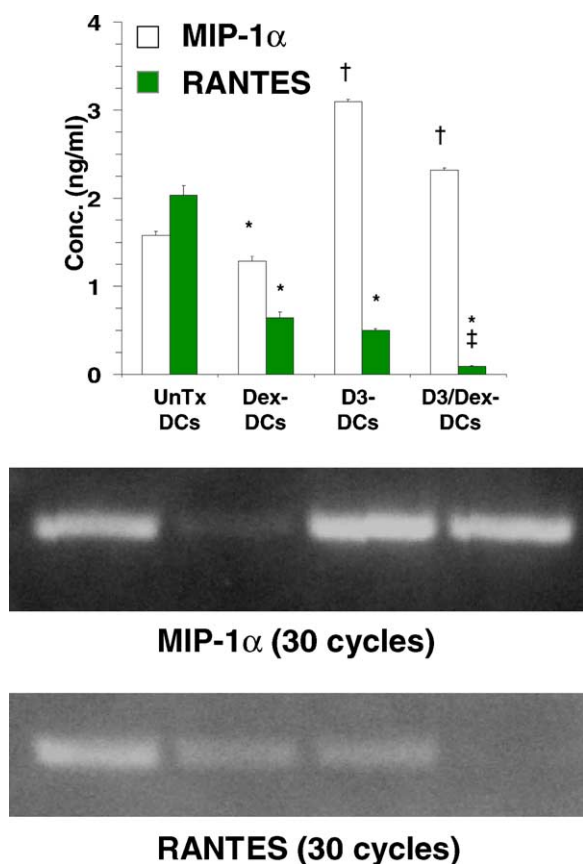 MIP-1α
RANTES
Conc. (ng/ml)
4
3
2
1
0
†
†
*
*
*
*
‡
UnTx
DCs
Dex-
DCs
D3-
DCs
D3/Dex-
DCs
MIP-1α (30 cycles)
RANTES (30 cycles)